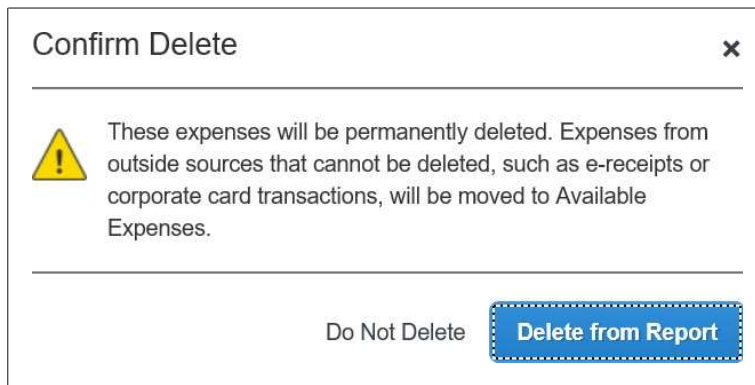 Confirm Delete ×
These expenses will be permanently deleted. Expenses from
outside sources that cannot be deleted, such as e-receipts or
corporate card transactions, will be moved to Available
Expenses.
Do Not Delete Delete from Report